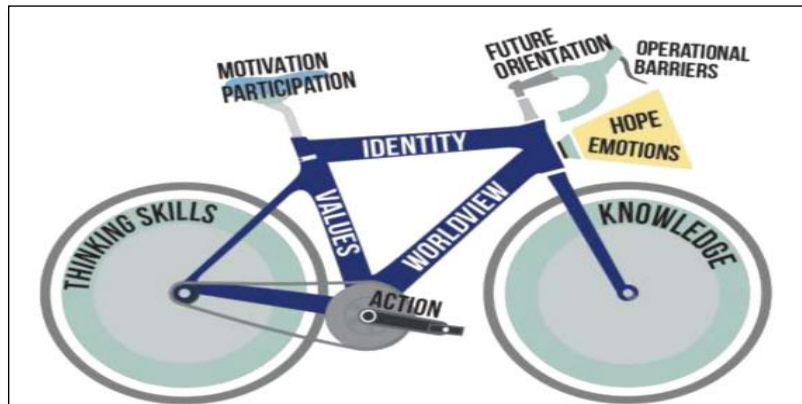 MOTIVATION
PARTICIPATION
FUTURE
ORIENTATION
OPERATIONAL
BARRIERS
HOPE
EMOTIONS
IDENTITY
VALUES
WORLDVIEW
THINKING SKILLS
KNOWLEDGE
ACTION